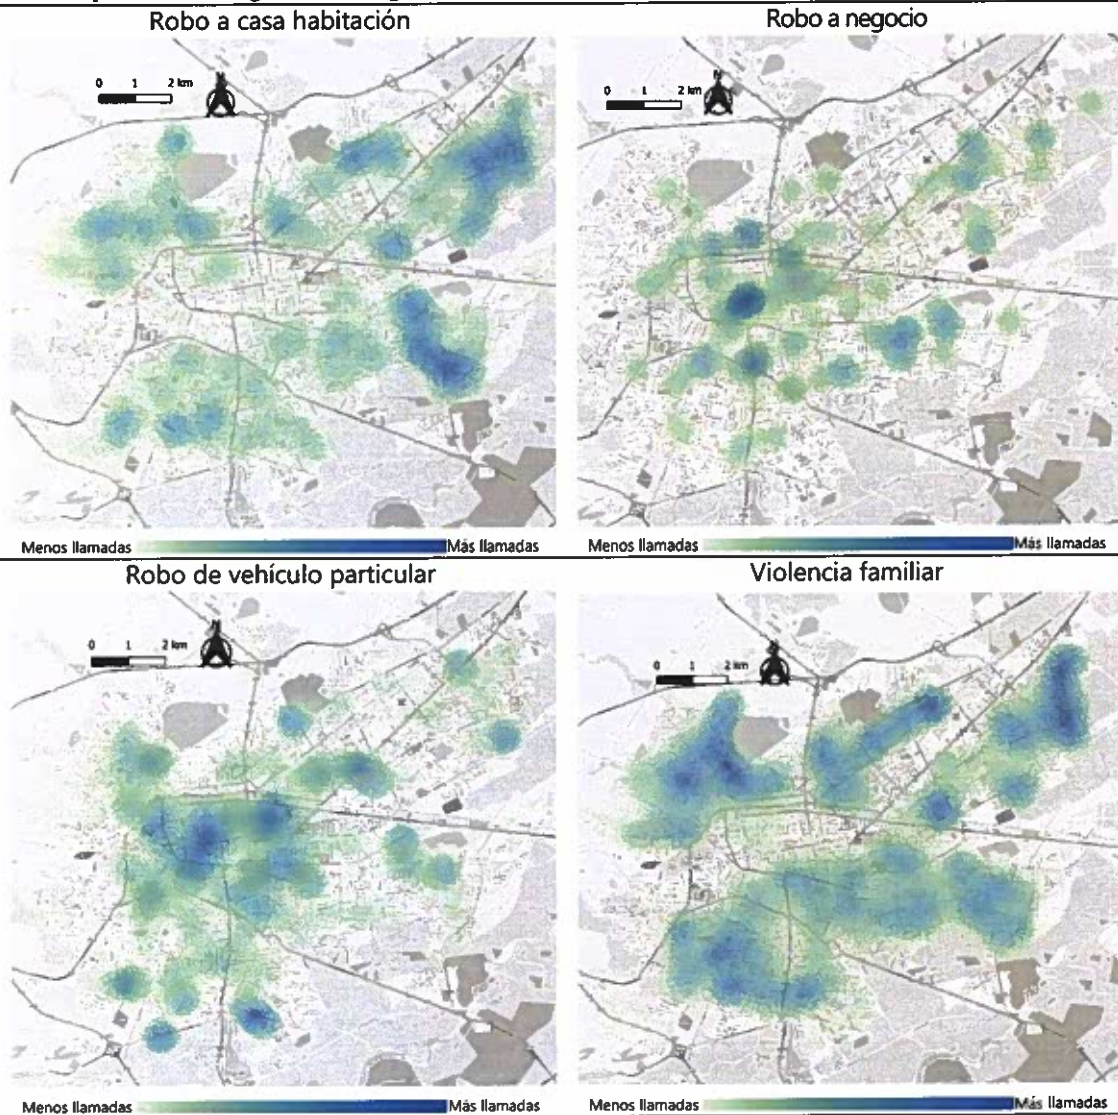 Robo a casa habitación
Robo a negocio
N
0 1 2 km
N
0 1 2 km
Menos llamadas
Más llamadas
Menos llamadas
Más llamadas
Robo de vehículo particular
Violencia familiar
N
0 1 2 km
0 1 2 km
Menos llamadas
Más llamadas
Menos llamadas
Más llamadas